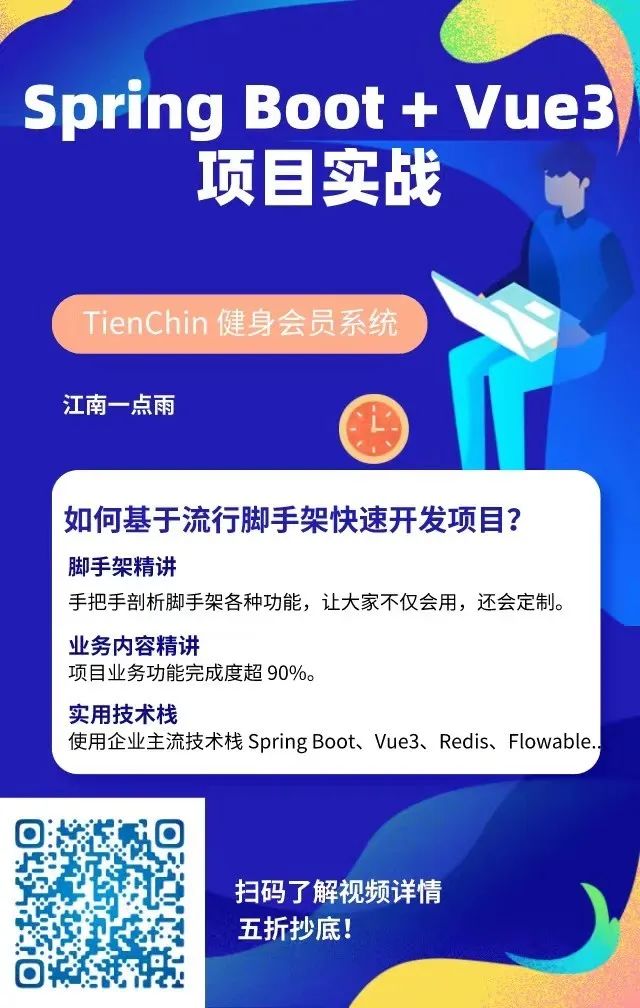 Spring Boot + Vue3
项目实战
TienChin 健身会员系统
江南一点雨
如何基于流行脚手架快速开发项目？
脚手架精讲
手把手剖析脚手架各种功能，让大家不仅会用，还会定制。
业务内容精讲
项目业务功能完成度超 90%。
实用技术栈
使用企业主流技术栈 Spring Boot、Vue3、Redis、Flowable..
扫码了解视频详情
五折抄底！